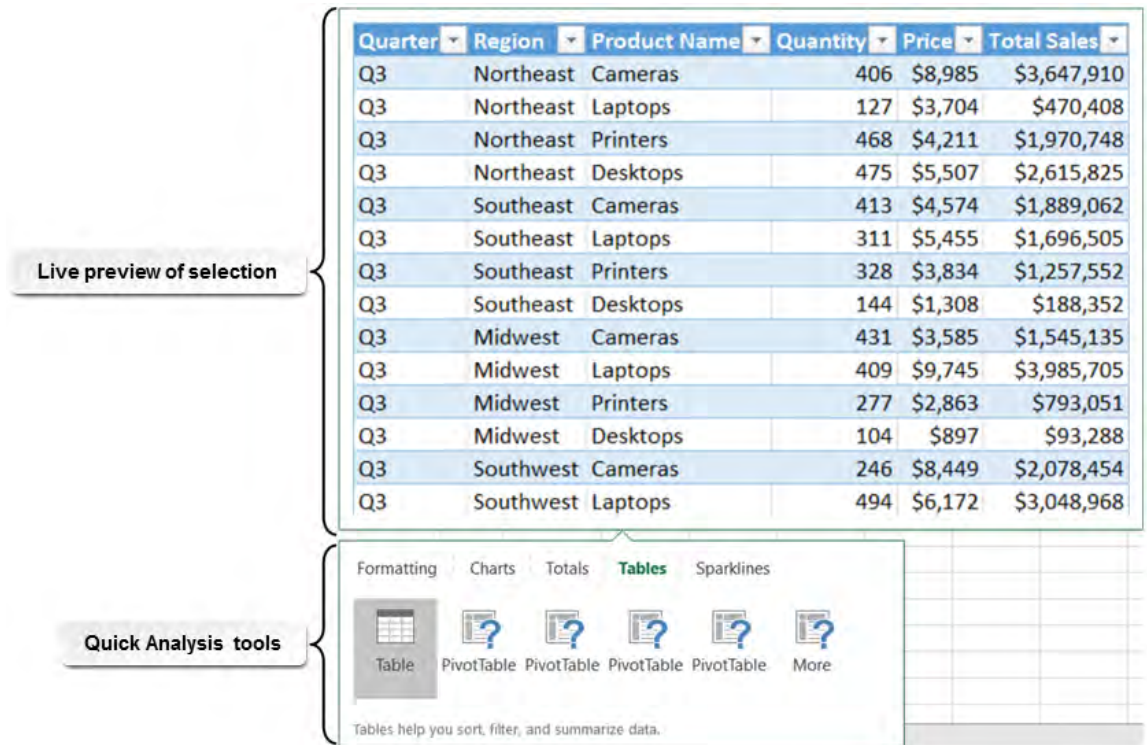 Quarter Region Product Name Quantity Price Total Sales
Q3 Northeast Cameras 406 $8,985 $3,647,910
Q3 Northeast Laptops 127 $3,704 $470,408
Q3 Northeast Printers 468 $4,211 $1,970,748
Q3 Northeast Desktops 475 $5,507 $2,615,825
Q3 Southeast Cameras 413 $4,574 $1,889,062
Q3 Southeast Laptops 311 $5,455 $1,696,505
Q3 Southeast Printers 328 $3,834 $1,257,552
Q3 Southeast Desktops 144 $1,308 $188,352
Q3 Midwest Cameras 431 $3,585 $1,545,135
Q3 Midwest Laptops 409 $9,745 $3,985,705
Q3 Midwest Printers 277 $2,863 $793,051
Q3 Midwest Desktops 104 $897 $93,288
Q3 Southwest Cameras 246 $8,449 $2,078,454
Q3 Southwest Laptops 494 $6,172 $3,048,968
Live preview of selection
Formatting Charts Totals Tables Sparklines
Quick Analysis tools
Table PivotTable PivotTable PivotTable PivotTable More
Tables help you sort, filter, and summarize data.